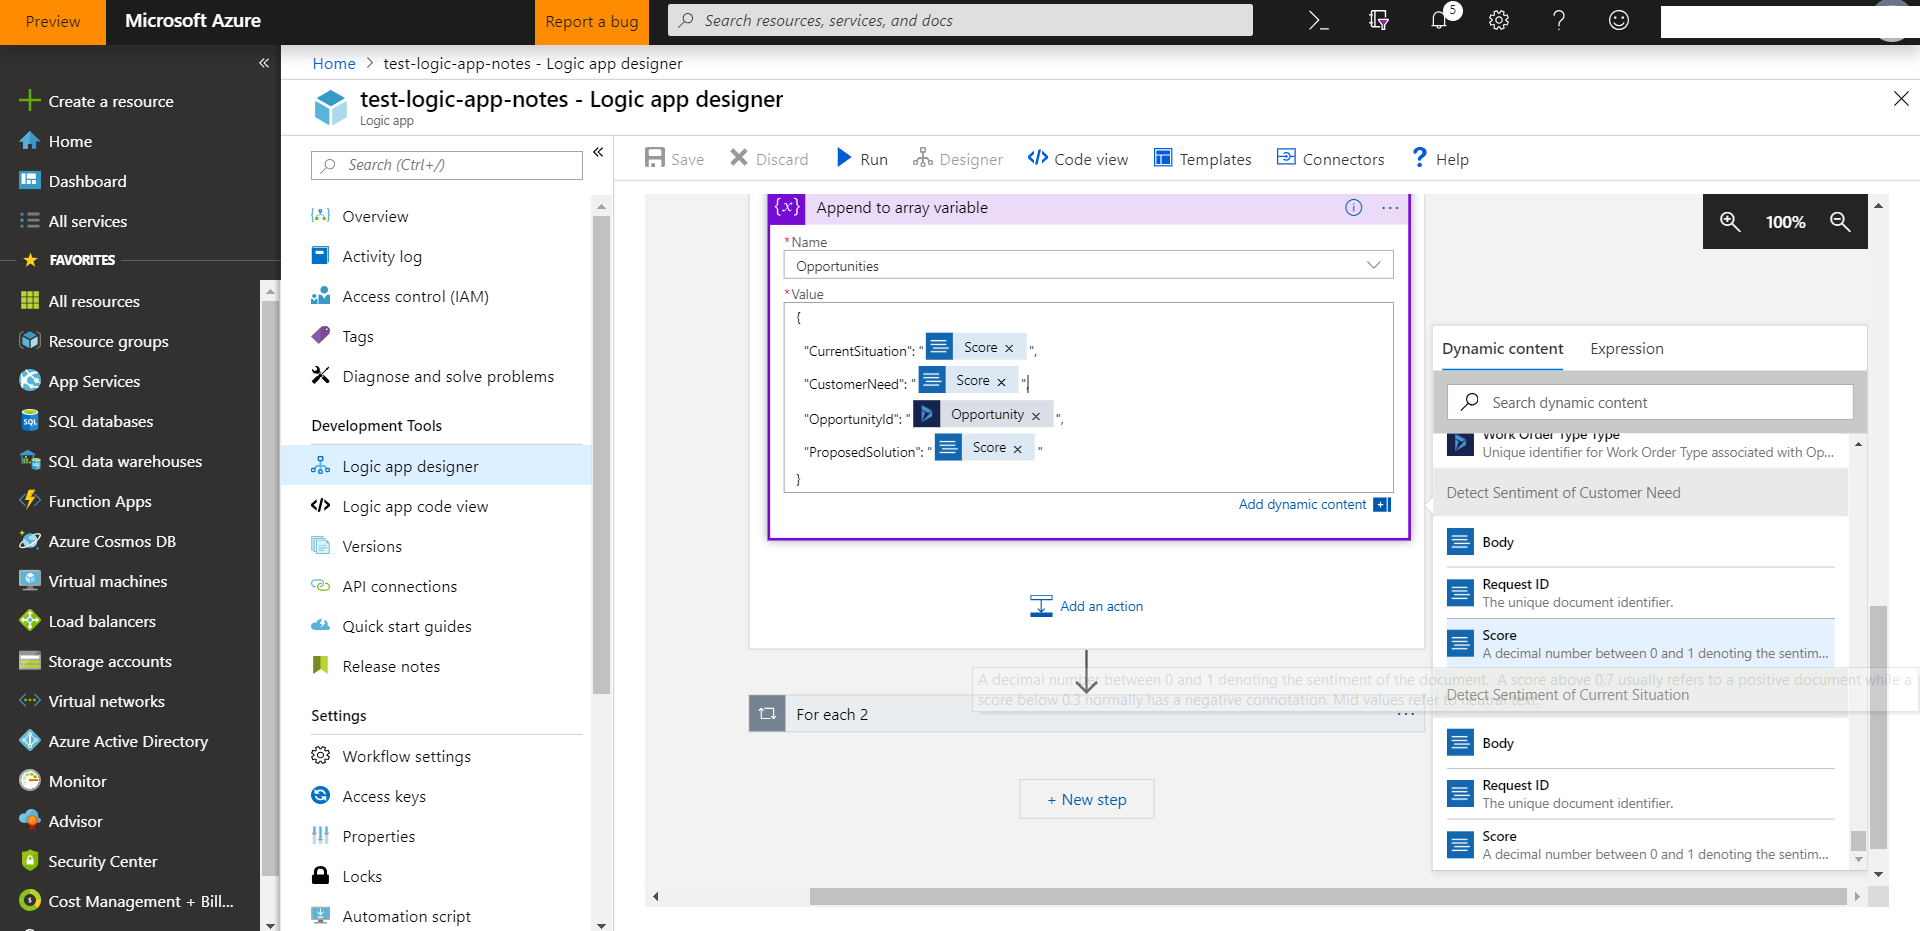 Preview
Microsoft Azure
Report a bug
Search resources, services, and docs
5
Home > test-logic-app-notes - Logic app designer
test-logic-app-notes - Logic app designer
Logic app
Create a resource
Home
Dashboard
All services
FAVORITES
All resources
Resource groups
App Services
SQL databases
SQL data warehouses
Function Apps
Azure Cosmos DB
Virtual machines
Load balancers
Storage accounts
Virtual networks
Azure Active Directory
Monitor
Advisor
Security Center
Cost Management + Bill...
Search (Ctrl+/)
Overview
Activity log
Access control (IAM)
Tags
Diagnose and solve problems
Development Tools
Logic app designer
Logic app code view
Versions
API connections
Quick start guides
Release notes
Settings
Workflow settings
Access keys
Properties
Locks
Automation script
Save
Discard
Run
Designer
Code view
Templates
Connectors
Help
{x} Append to array variable
*Name
Opportunities
*Value
{
"CurrentSituation": " Score × ",
"CustomerNeed": " Score × ",
"OpportunityId": " Opportunity × ",
"ProposedSolution": " Score × "
}
Add dynamic content
Add an action
For each 2
+ New step
100%
Dynamic content
Expression
Search dynamic content
Work Order Type Type
Unique identifier for Work Order Type associated with Op...
Detect Sentiment of Customer Need
Body
Request ID
The unique document identifier.
Score
A decimal number between 0 and 1 denoting the sentim...
A decimal number between 0 and 1 denoting the sentiment of the document. A score above 0.7 usually refers to a positive document while a
score below 0.3 normally has a negative connotation. Mid values refer to neutral text.
Detect Sentiment of Current Situation
Body
Request ID
The unique document identifier.
Score
A decimal number between 0 and 1 denoting the sentim...